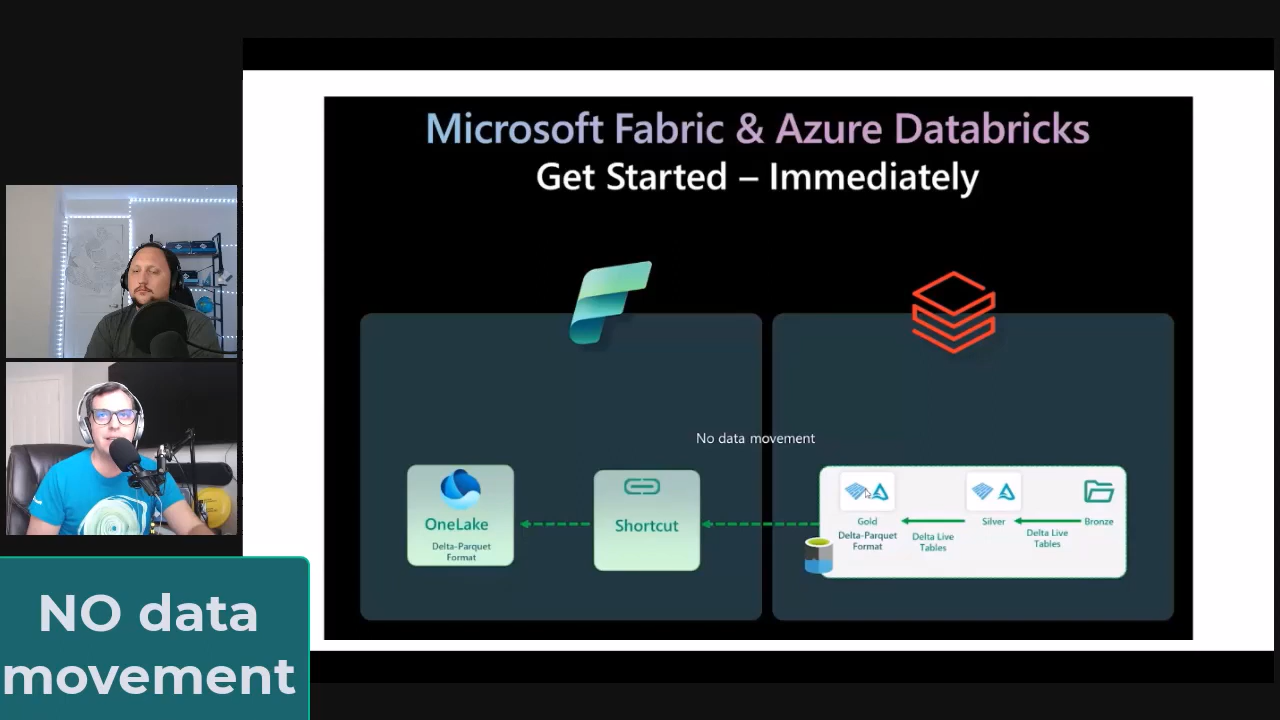 Microsoft Fabric & Azure Databricks
Get Started – Immediately
No data movement
OneLake
Delta-Parquet
Format
Shortcut
Gold
Delta-Parquet
Format
Delta Live
Tables
Silver
Delta Live
Tables
Bronze
NO data
movement